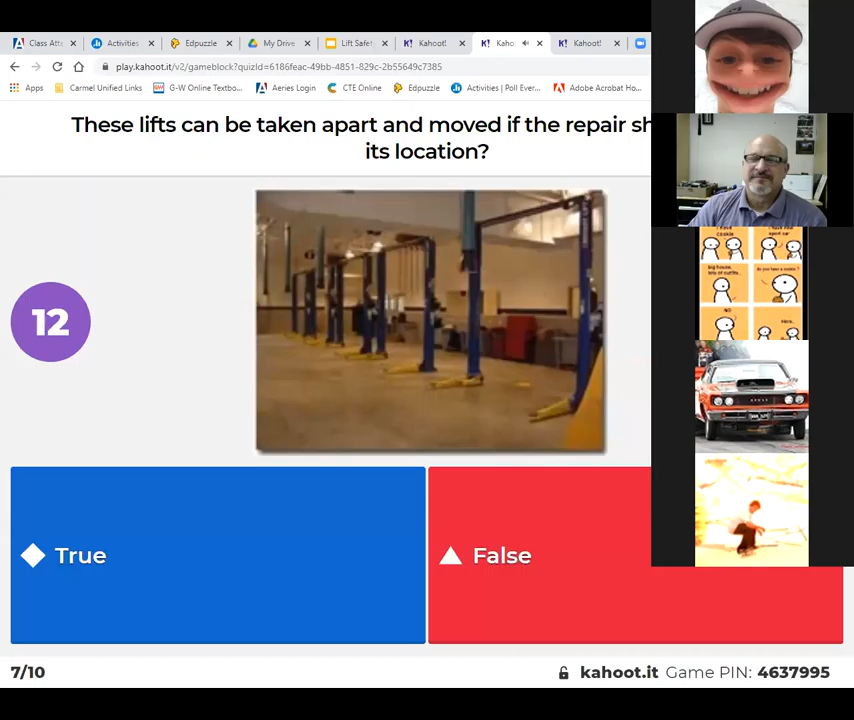 Class Att
Activities
Edpuzzle
My Drive
Lift Safet
Kahoot!
Kaho
Kahoot!
play.kahoot.it/v2/gameblock?quizId=6186feac-49bb-4851-829c-2b55649c7385
Apps
Carmel Unified Links
G-W Online Textbo...
Aeries Login
CTE Online
Edpuzzle
Activities | Poll Ever...
Adobe Acrobat Ho...
These lifts can be taken apart and moved if the repair sh
its location?
12
True
False
7/10
kahoot.it Game PIN: 4637995